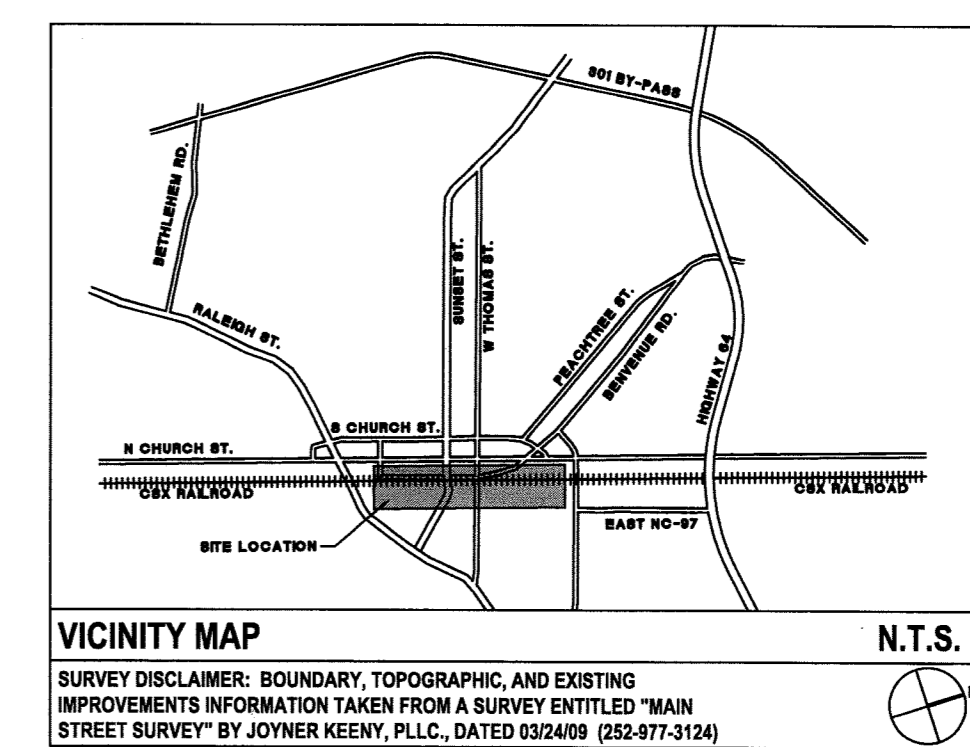 301 BY-PASS
BETHLEHEM RD.
SUNSET ST.
W THOMAS ST.
RALEIGH ST.
PEACHTREE ST.
BENVENUE RD.
HIGHWAY 64
S CHURCH ST.
N CHURCH ST.
CSX RAILROAD
CSX RAILROAD
EAST NC-97
SITE LOCATION
VICINITY MAP
N.T.S.
SURVEY DISCLAIMER: BOUNDARY, TOPOGRAPHIC, AND EXISTING
IMPROVEMENTS INFORMATION TAKEN FROM A SURVEY ENTITLED "MAIN
STREET SURVEY" BY JOYNER KEENY, PLLC., DATED 03/24/09 (252-977-3124)